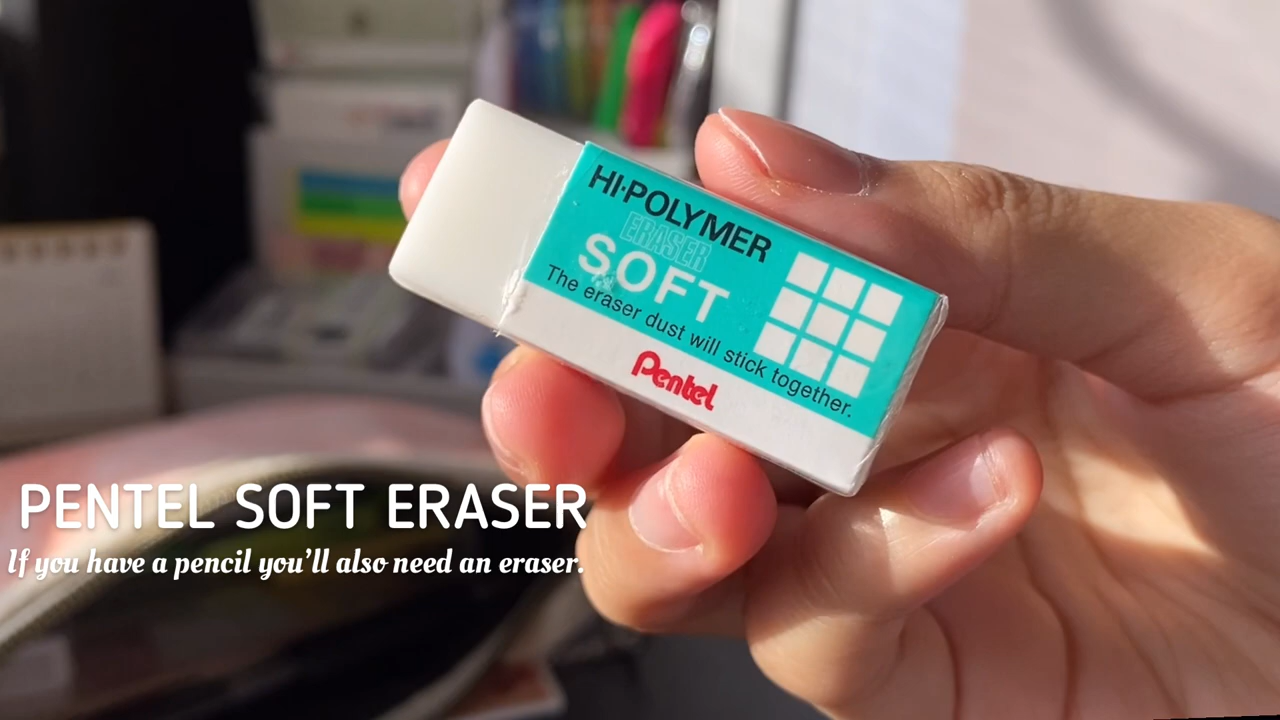 HI-POLYMER
ERASER
SOFT
The eraser dust will stick together.
Pentel
PENTEL SOFT ERASER
If you have a pencil you'll also need an eraser.